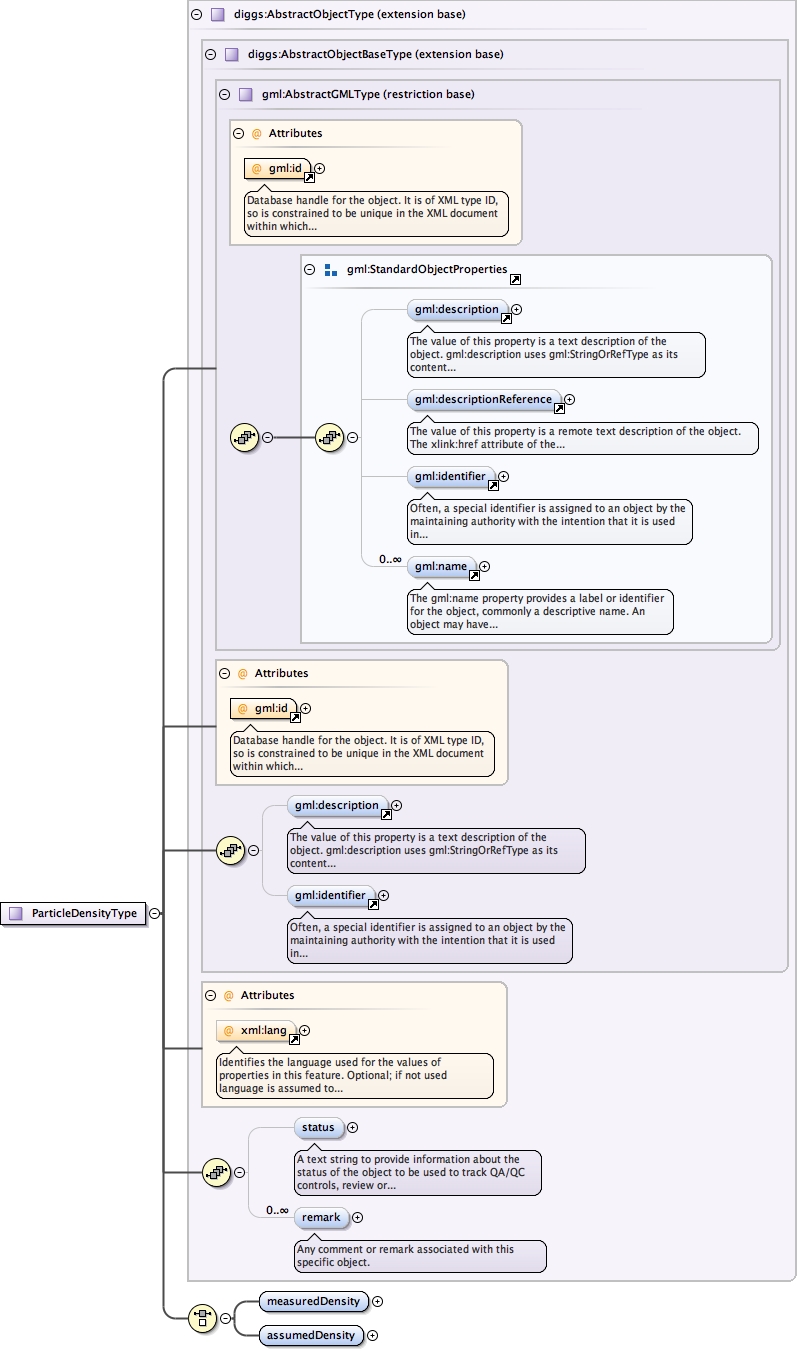 diggs:AbstractObjectType (extension base)
diggs:AbstractObjectBaseType (extension base)
gml:AbstractGMLType (restriction base)
@ Attributes
@ gml:id
Database handle for the object. It is of XML type ID,
so is constrained to be unique in the XML document
within which...
gml:StandardObjectProperties
gml:description
The value of this property is a text description of the
object. gml:description uses gml:StringOrRefType as its
content...
gml:descriptionReference
The value of this property is a remote text description of the object.
The xlink:href attribute of the...
gml:identifier
Often, a special identifier is assigned to an object by the
maintaining authority with the intention that it is used
in...
0..∞
gml:name
The gml:name property provides a label or identifier
for the object, commonly a descriptive name. An
object may have...
@ Attributes
@ gml:id
Database handle for the object. It is of XML type ID,
so is constrained to be unique in the XML document
within which...
gml:description
The value of this property is a text description of the
object. gml:description uses gml:StringOrRefType as its
content...
gml:identifier
Often, a special identifier is assigned to an object by the
maintaining authority with the intention that it is used
in...
ParticleDensityType
@ Attributes
@ xml:lang
Identifies the language used for the values of
properties in this feature. Optional; if not used
language is assumed to...
status
A text string to provide information about the
status of the object to be used to track QA/QC
controls, review or...
0..∞
remark
Any comment or remark associated with this
specific object.
measuredDensity
assumedDensity